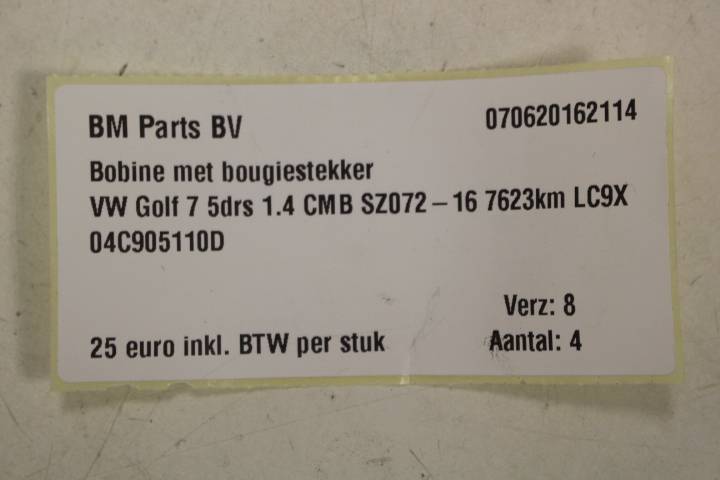 BM Parts BV 070620162114
Bobine met bougiestekker
VW Golf 7 5drs 1.4 CMB SZ072 – 16 7623km LC9X
04C905110D
Verz: 8
25 euro inkl. BTW per stuk Aantal: 4